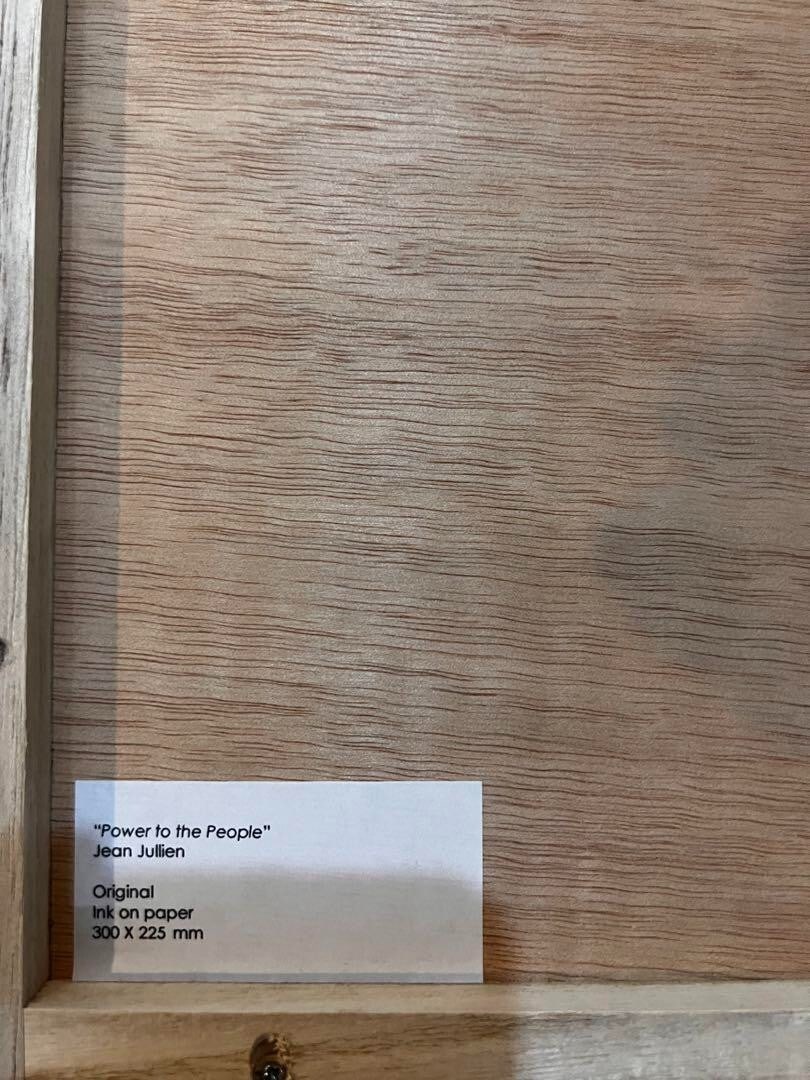 "Power to the People"
Jean Jullien
Original
Ink on paper
300 X 225 mm